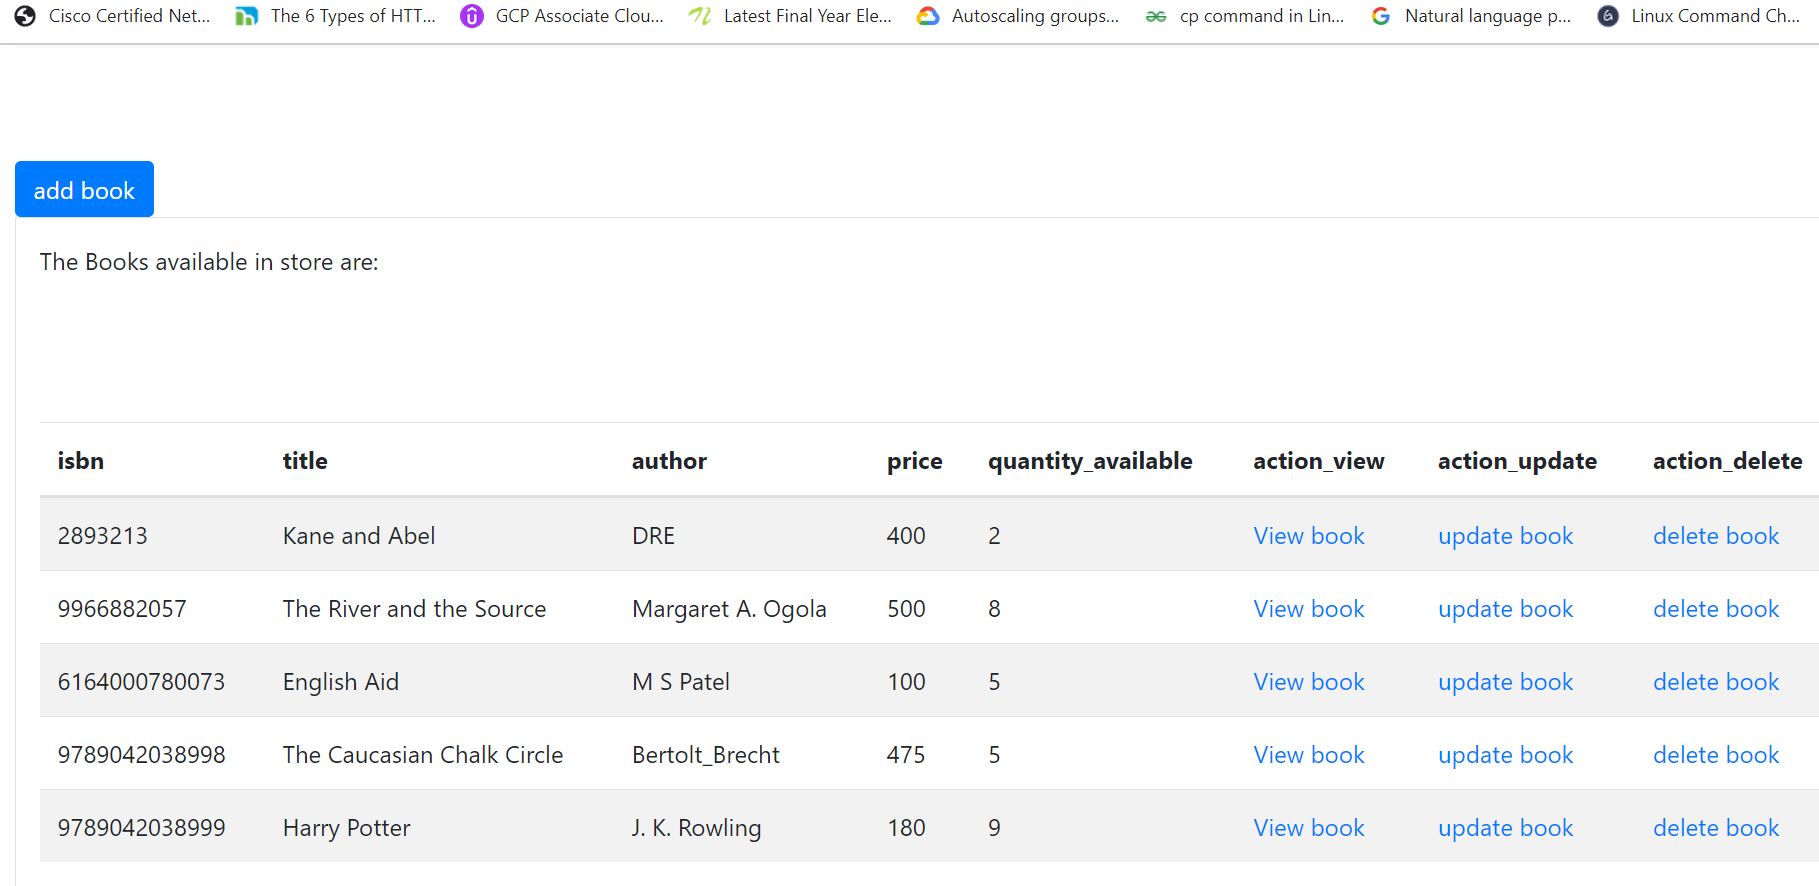 Cisco Certified Net... The 6 Types of HTT... GCP Associate Clou... Latest Final Year Ele... Autoscaling groups... cp command in Lin... Natural language p... Linux Command Ch...
add book
The Books available in store are:
isbn title author price quantity_available action_view action_update action_delete
2893213 Kane and Abel DRE 400 2 View book update book delete book
9966882057 The River and the Source Margaret A. Ogola 500 8 View book update book delete book
6164000780073 English Aid M S Patel 100 5 View book update book delete book
9789042038998 The Caucasian Chalk Circle Bertolt_Brecht 475 5 View book update book delete book
9789042038999 Harry Potter J. K. Rowling 180 9 View book update book delete book